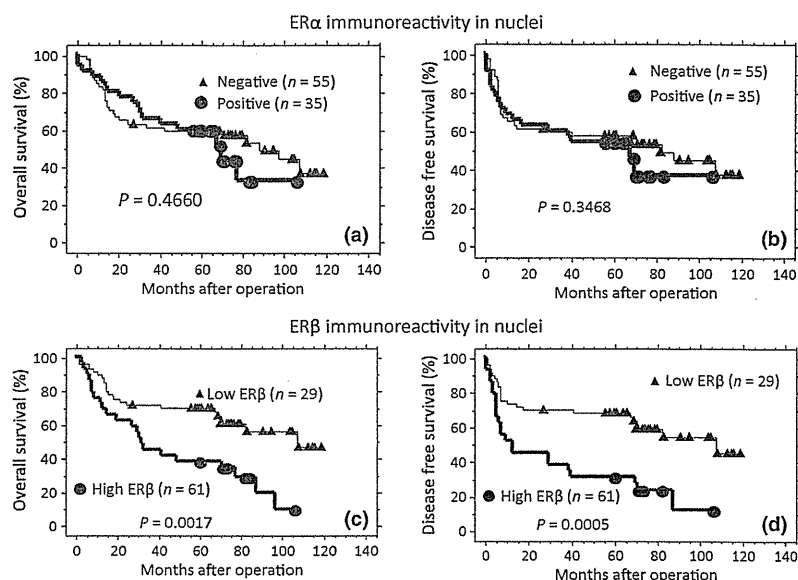 ERα immunoreactivity in nuclei
Overall survival (%)
100
80
60
40
20
0
Negative (n = 55)
Positive (n = 35)
P = 0.4660
(a)
0 20 40 60 80 100 120 140
Months after operation
Disease free survival (%)
100
80
60
40
20
0
Negative (n = 55)
Positive (n = 35)
P = 0.3468
(b)
0 20 40 60 80 100 120 140
Months after operation
ERβ immunoreactivity in nuclei
Overall survival (%)
100
80
60
40
20
0
Low ERβ (n = 29)
High ERβ (n = 61)
P = 0.0017
(c)
0 20 40 60 80 100 120 140
Months after operation
Disease free survival (%)
100
80
60
40
20
0
Low ERβ (n = 29)
High ERβ (n = 61)
P = 0.0005
(d)
0 20 40 60 80 100 120 140
Months after operation